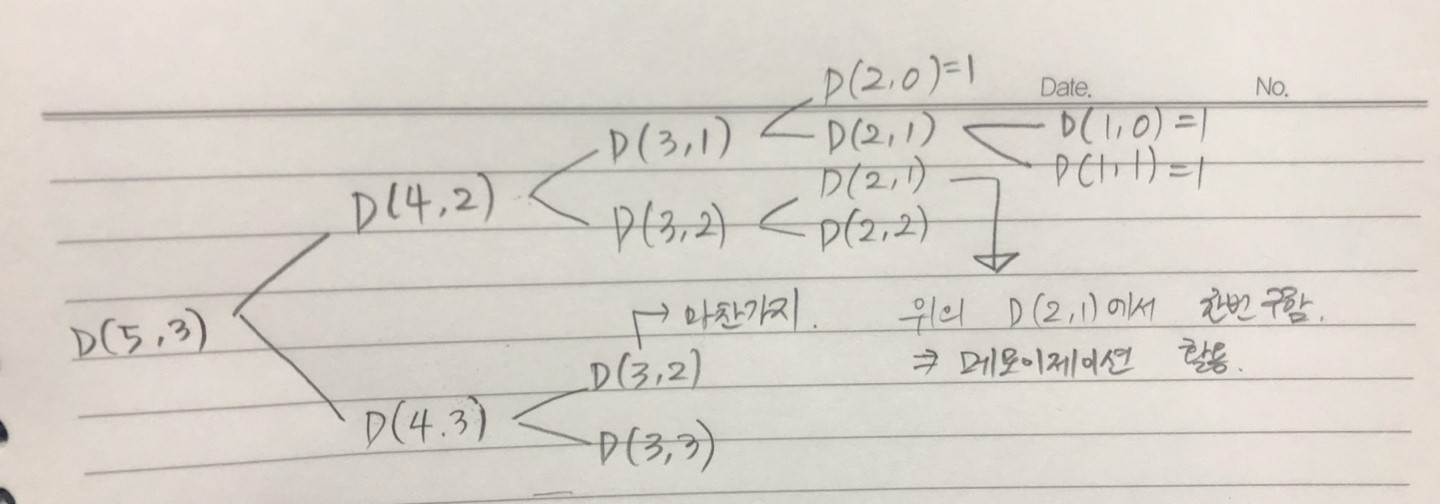 D(2,0)=1
Date. No.
D(3,1) D(2,1) D(1,0)=1
D(2,1) D(1,1)=1
D(4,2)
D(3,2) D(2,2)
D(5,3) → 마찬가지. 위의 D(2,1)에서 한번 구함.
D(3,2) ⇒ 메모이제이션 활용.
D(4.3)
D(3,3)